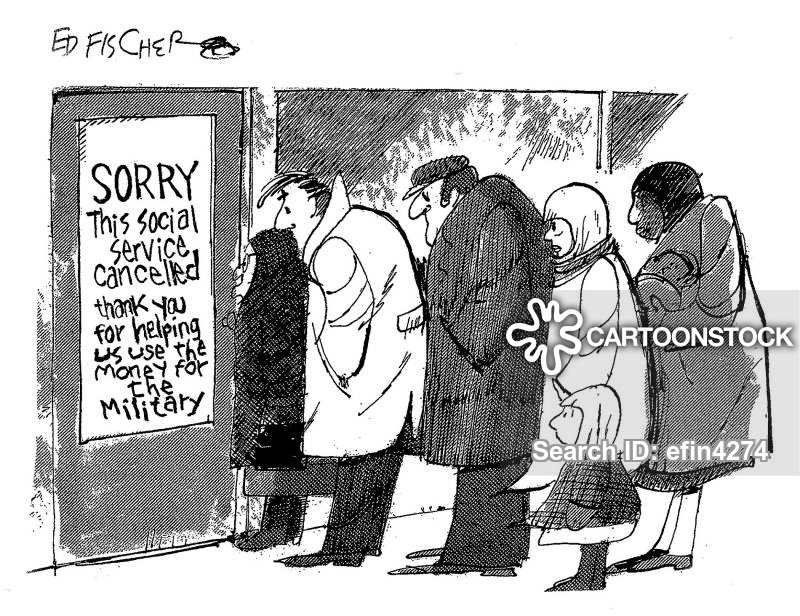 ED FISCHER
SORRY
This social
service
cancelled
thank you
for helping
us use the
money for
the
Military
CARTOONSTOCK
Search ID: efin4274